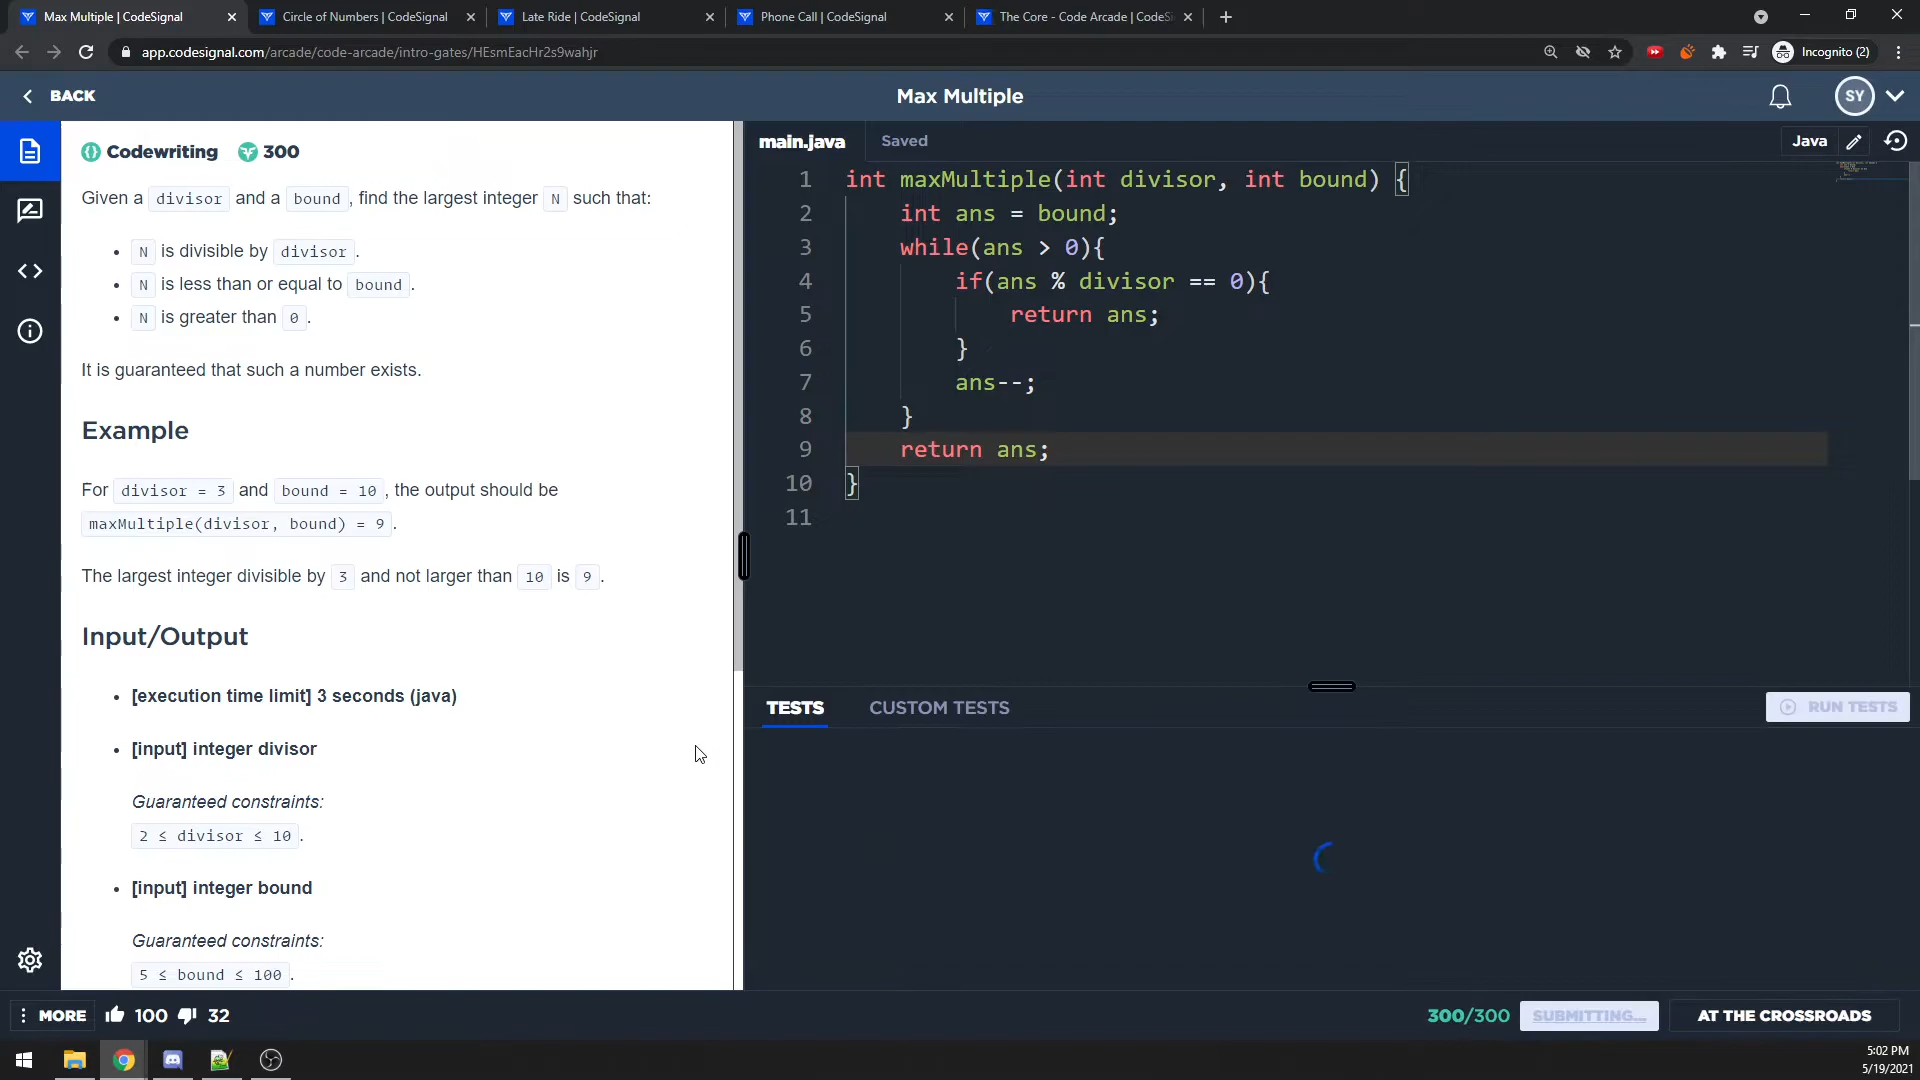 Max Multiple | CodeSignal
Circle of Numbers | CodeSignal
Late Ride | CodeSignal
Phone Call | CodeSignal
The Core - Code Arcade | CodeSi
app.codesignal.com/arcade/code-arcade/intro-gates/HEsmEacHr2s9wahjr
Incognito (2)
BACK
Max Multiple
SY
Codewriting
300
Given a divisor and a bound, find the largest integer N such that:
• N is divisible by divisor.
• N is less than or equal to bound.
• N is greater than 0.
It is guaranteed that such a number exists.
Example
For divisor = 3 and bound = 10, the output should be
maxMultiple(divisor, bound) = 9.
The largest integer divisible by 3 and not larger than 10 is 9.
Input/Output
• [execution time limit] 3 seconds (java)
• [input] integer divisor
Guaranteed constraints:
2 ≤ divisor ≤ 10.
• [input] integer bound
Guaranteed constraints:
5 ≤ bound ≤ 100.
main.java
Saved
Java
1 int maxMultiple(int divisor, int bound) {
2 int ans = bound;
3 while(ans > 0){
4 if(ans % divisor == 0){
5 return ans;
6 }
7 ans--;
8 }
9 return ans;
10 }
11
TESTS
CUSTOM TESTS
RUN TESTS
MORE
100
32
300/300
SUBMITTING...
AT THE CROSSROADS
5:02 PM
5/19/2021